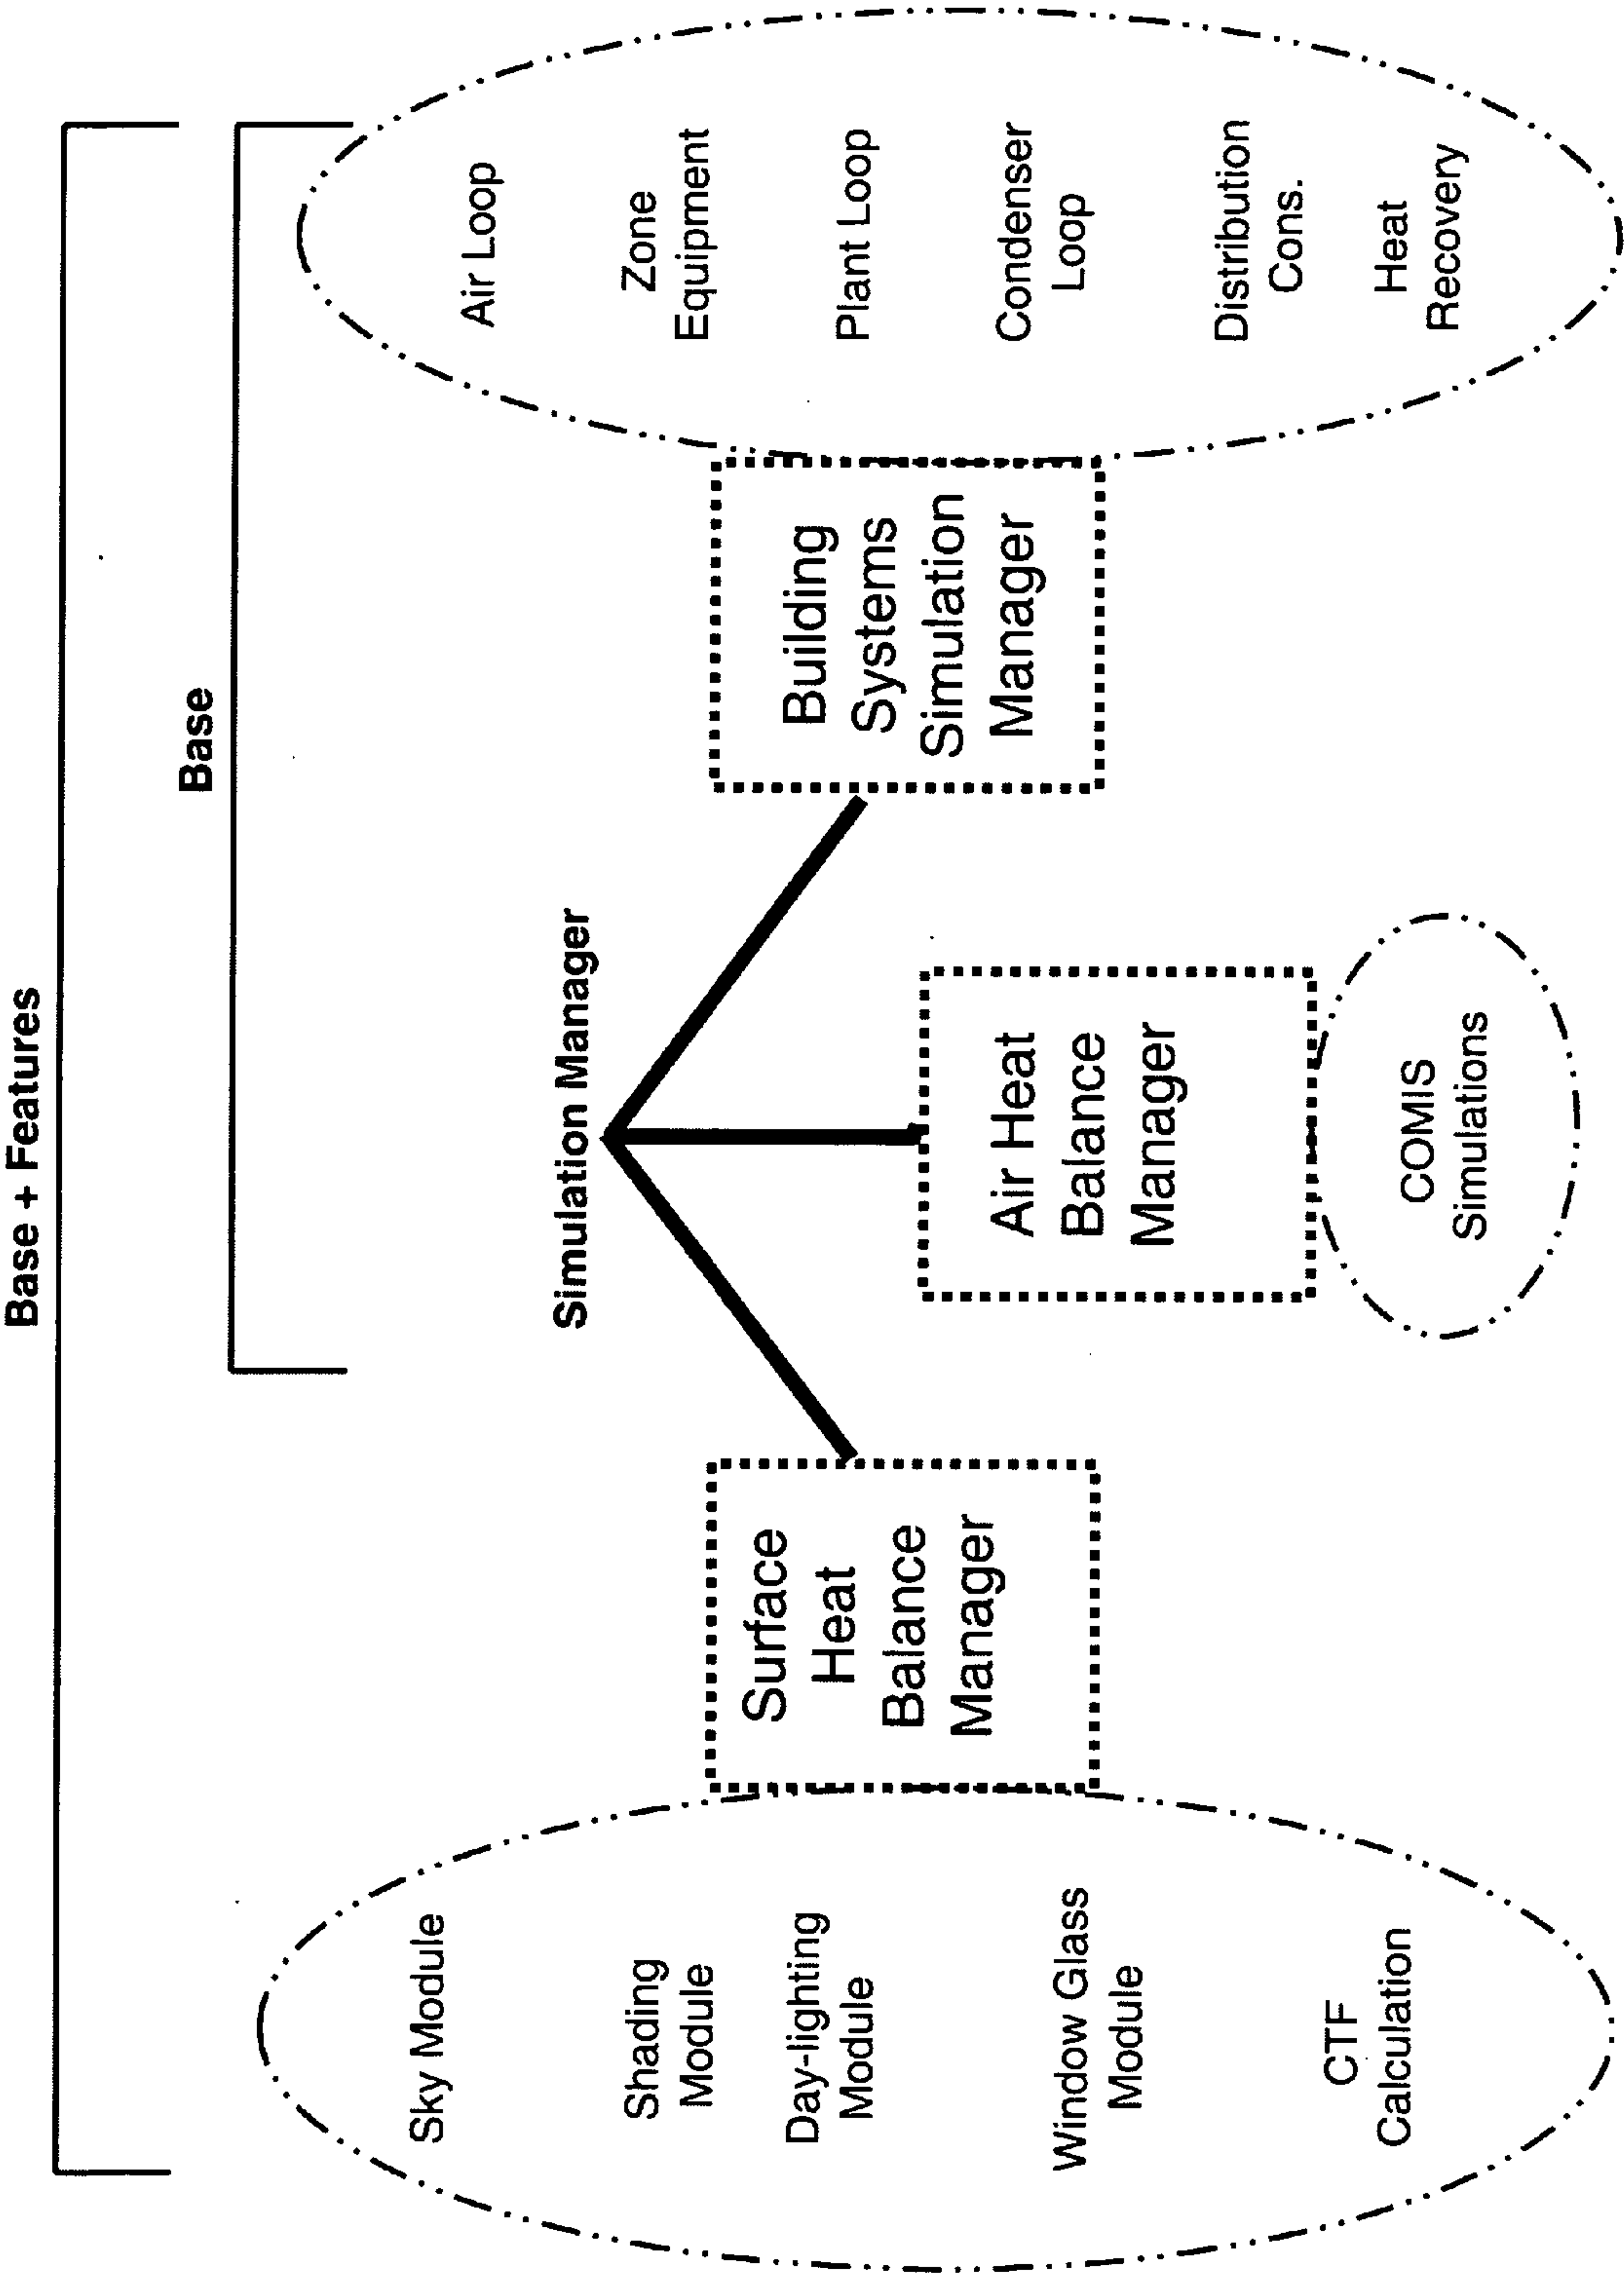 Base + Features
Base
Simulation Manager
Sky Module
Shading
Module
Day-lighting
Module
Window Glass
Module
CTF
Calculation
Surface
Heat
Balance
Manager
Air Heat
Balance
Manager
COMIS
Simulations
Building
Systems
Simulation
Manager
Air Loop
Zone
Equipment
Plant Loop
Condenser
Loop
Distribution
Cons.
Heat
Recovery